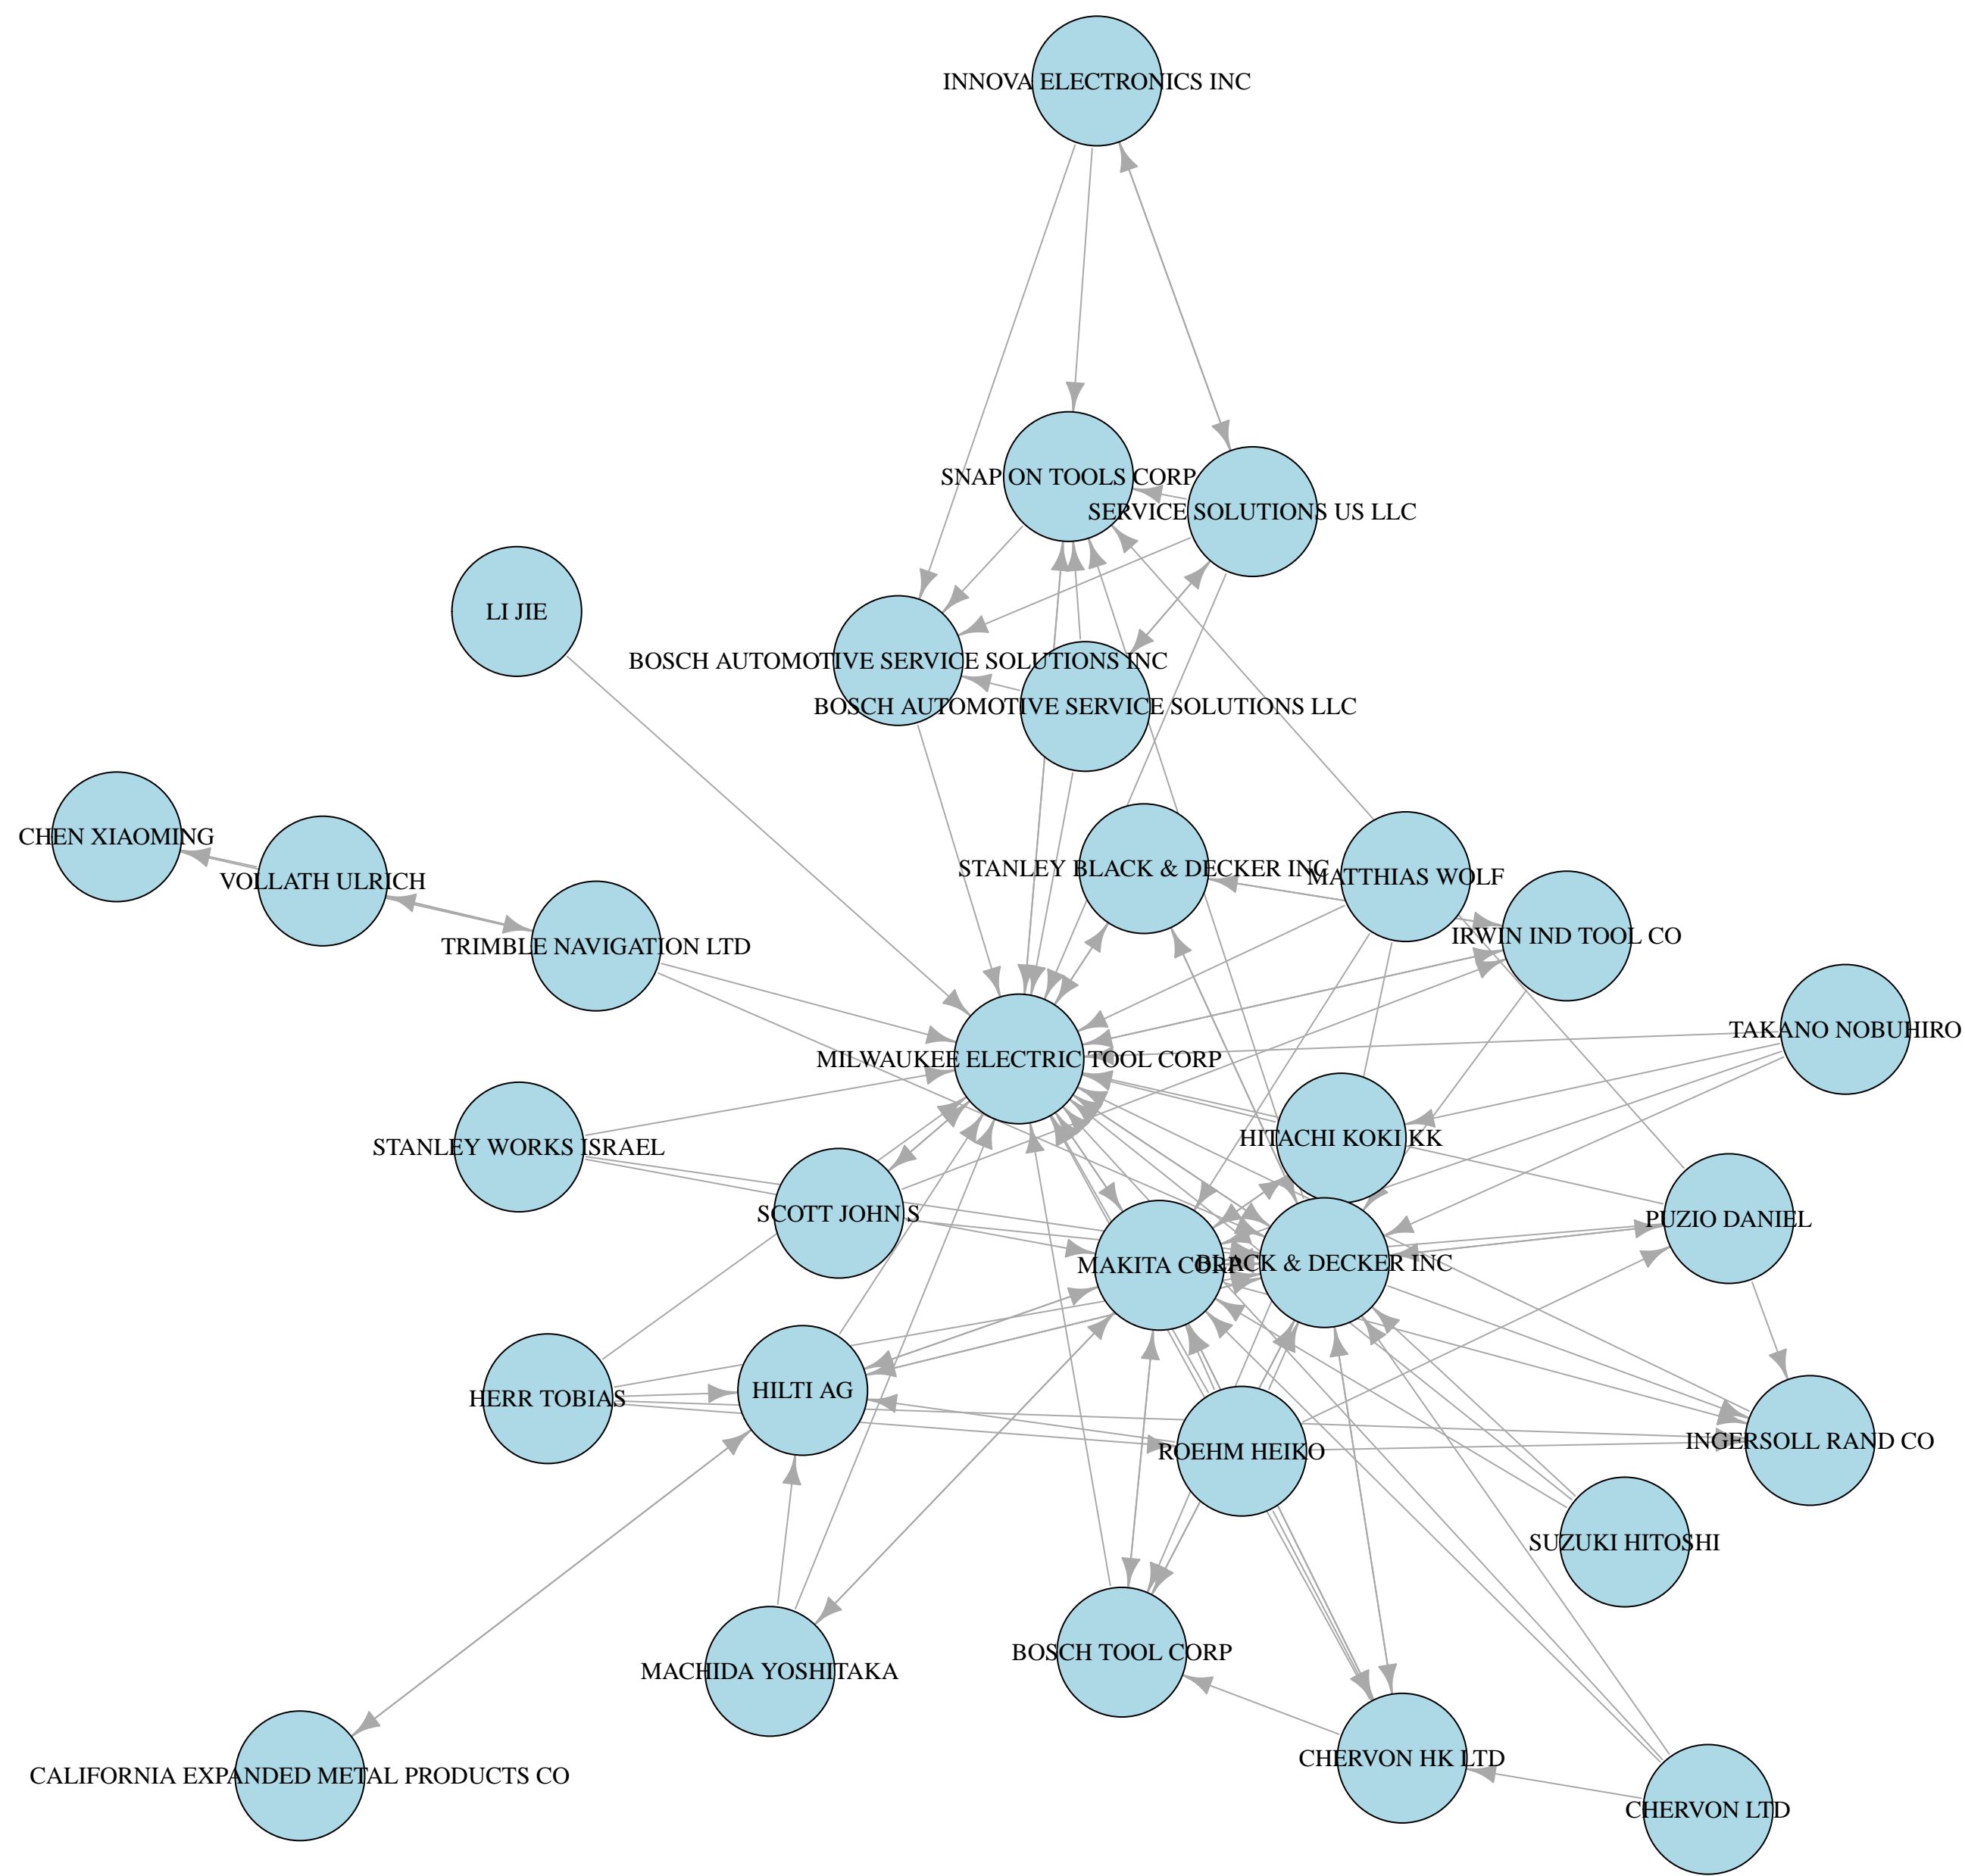 INNOVA ELECTRONICS INC
SNAP ON TOOLS CORP
SERVICE SOLUTIONS US LLC
LI JIE
BOSCH AUTOMOTIVE SERVICE SOLUTIONS INC
BOSCH AUTOMOTIVE SERVICE SOLUTIONS LLC
CHEN XIAOMING
VOLLATH ULRICH
STANLEY BLACK & DECKER INC
MATTHIAS WOLF
TRIMBLE NAVIGATION LTD
IRWIN IND TOOL CO
TAKANO NOBUHIRO
MILWAUKEE ELECTRIC TOOL CORP
STANLEY WORKS ISRAEL
HITACHI KOKI KK
SCOTT JOHN S
PUZIO DANIEL
MAKITA CORP
BLACK & DECKER INC
HERR TOBIAS
HILTI AG
ROEHM HEIKO
INGERSOLL RAND CO
SUZUKI HITOSHI
BOSCH TOOL CORP
MACHIDA YOSHITAKA
CHERVON HK LTD
CALIFORNIA EXPANDED METAL PRODUCTS CO
CHERVON LTD